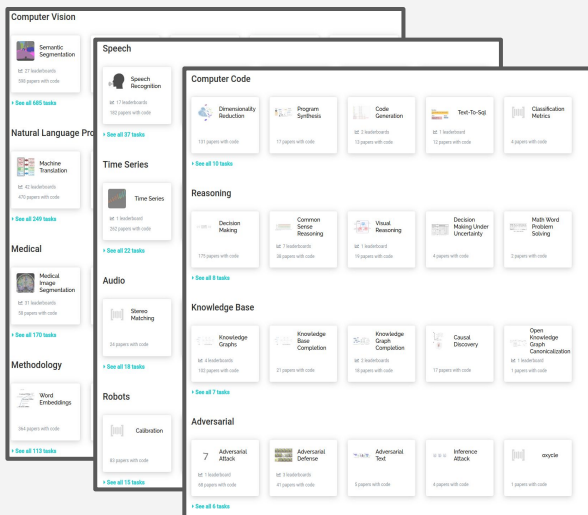 Computer Vision
Semantic
Segmentation
21 leaderboards
papers with code
See all 685 tasks
Natural Language Pro
Machine
Translation
42 leaderboards
470 papers with code
See all 249 tasks
Medical
Medical
Image
Segmentation
leaderboards
38 papers with code
See all 170 tasks
Methodology
Word
Embeddings
364 papers with code
See all 113 tasks
Speech
Speech
Recognition
17 leaderboards
papers with code
See all 37 tasks
Time Series
Time Series
1 leaderboard
papers with code
See all 22 tasks
Audio
Stereo
Matching
24 papers with code
See all 18 tasks
Robots
Calibration
papers with code
See all 15 tasks
Computer Code
Dimensionality
Reduction
131 papers with code
Program
Synthesis
17 papers with code
Code
Generation
2 leaderboards
13 papers with code
Text-To-Sql
1 leaderboard
12 papers with code
Classification
Metrics
4 papers with code
See all 10 tasks
Reasoning
Decision
Making
175 papers with code
Common
Sense
Reasoning
7 leaderboards
38 papers with code
Visual
Reasoning
1 leaderboard
19 papers with code
Decision
Making Under
Uncertainty
4 papers with code
Math Word
Problem
Solving
2 papers with code
See all 8 tasks
Knowledge Base
Knowledge
Graphs
4 leaderboards
papers with code
Knowledge
Base
Completion
21 papers with code
Knowledge
Graph
Completion
leaderboards
18 papers with code
Causal
Discovery
17 papers with code
Open
Knowledge
Graph
Canonicalization
1 leaderboard
1 papers with code
See all 7 tasks
Adversarial
Adversarial
Attack
1 leaderboard
papers with code
Adversarial
Defense
3 leaderboards
41 papers with code
Adversarial
Text
5 papers with code
Inference
Attack
4 papers with code
oxycle
1 papers with code
See all 6 tasks